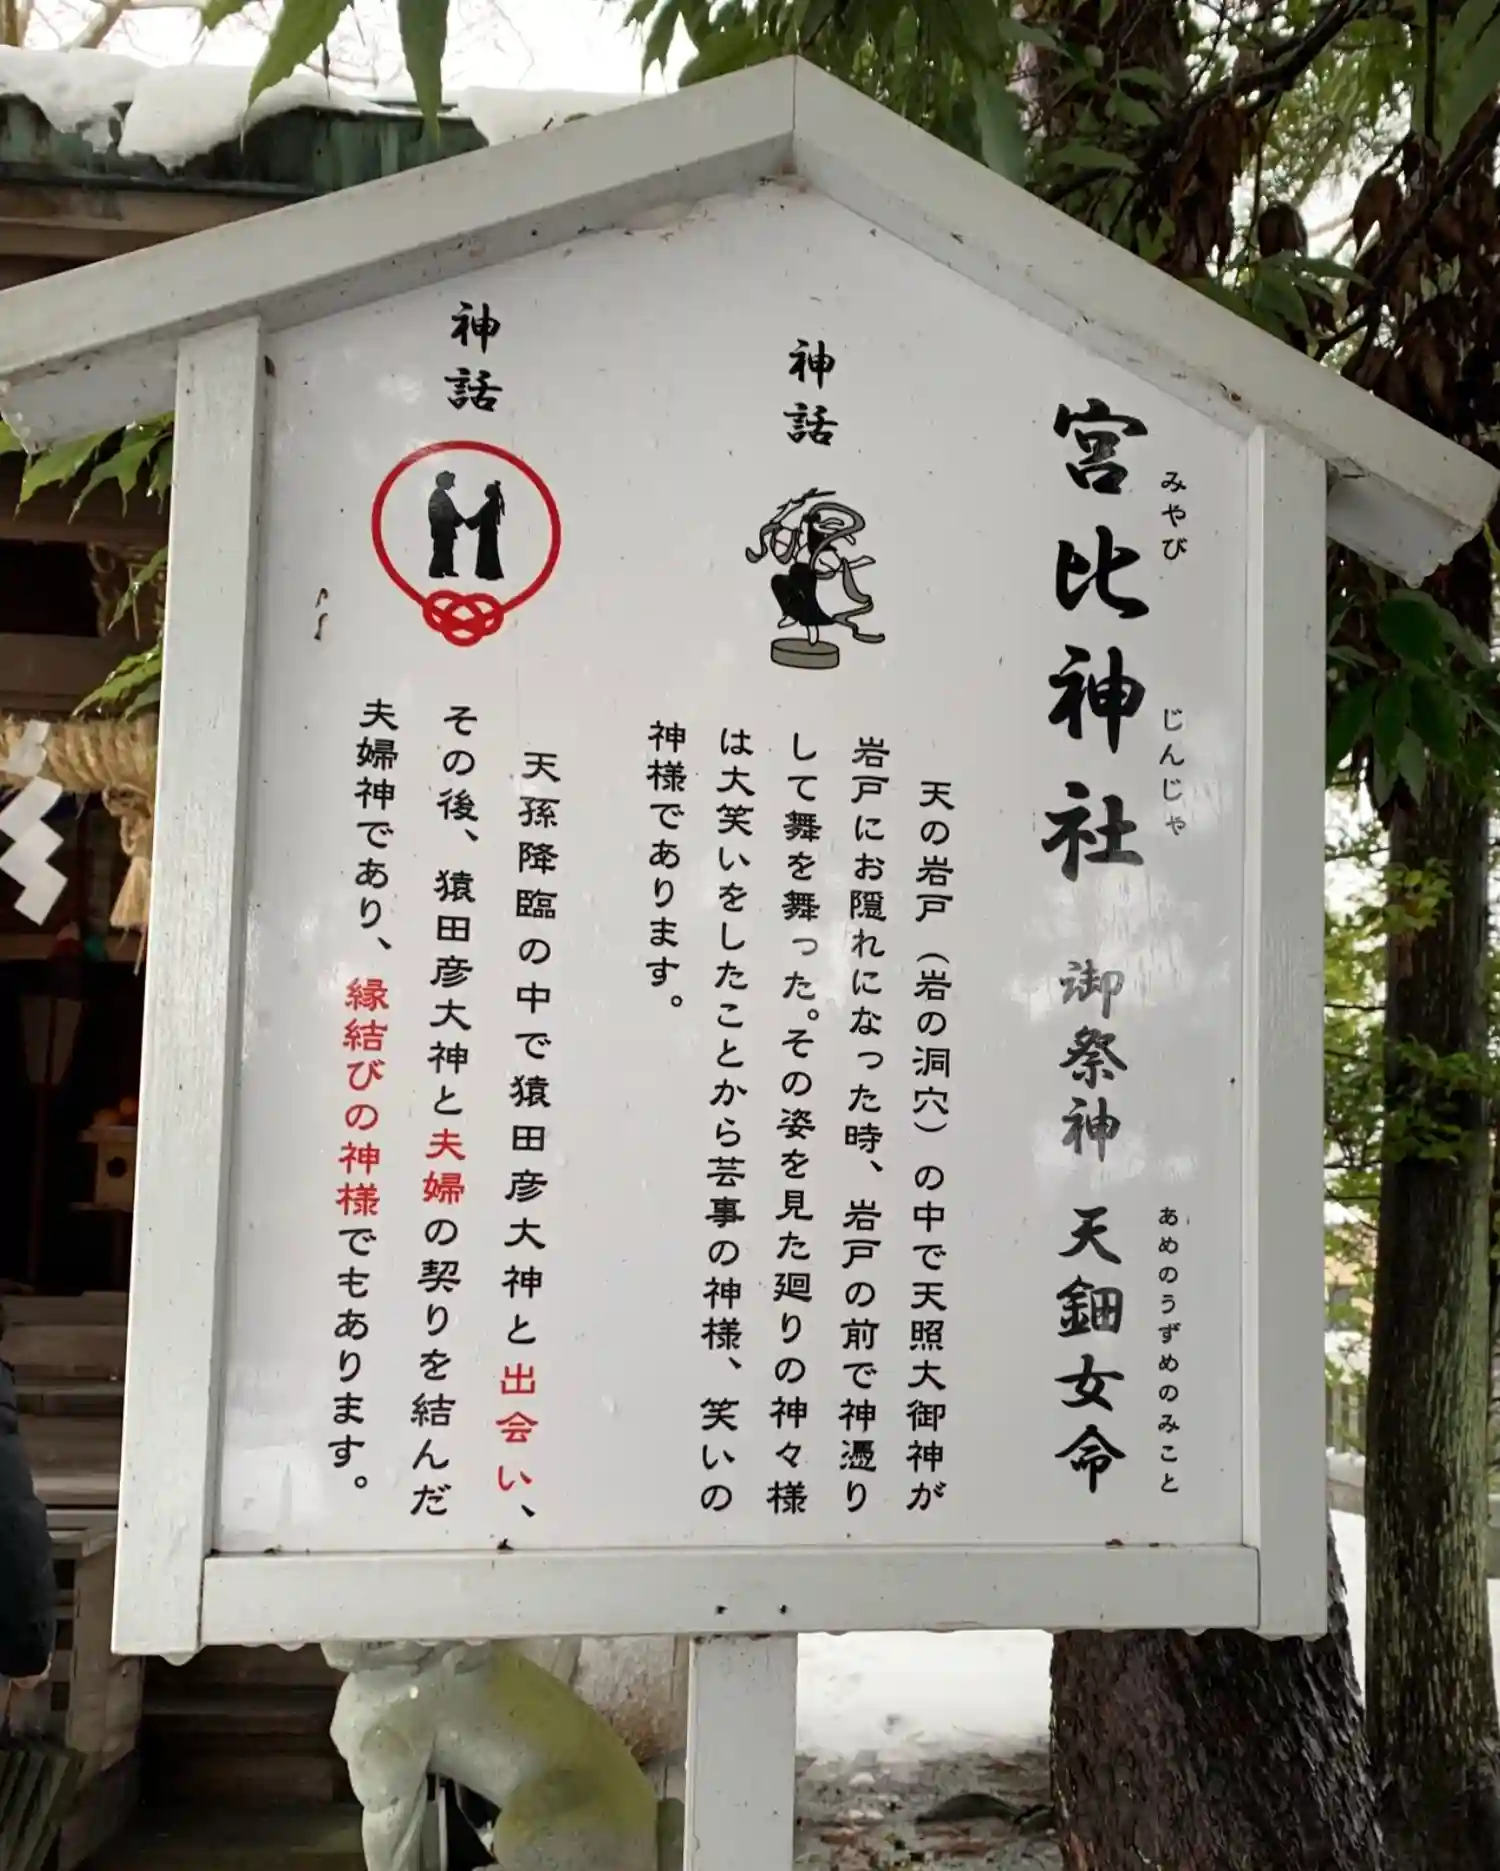 宮比神社 御祭神 天鈿女命
みやび じんじゃ あめのうずめのみこと
神話
天の岩戸（岩の洞穴）の中で天照大御神が
岩戸にお隠れになった時、岩戸の前で神憑り
して舞を舞った。その姿を見た廻りの神々様
は大笑いをしたことから芸事の神様、笑いの
神様であります。
神話
天孫降臨の中で猿田彦大神と出会い、
その後、猿田彦大神と夫婦の契りを結んだ
夫婦神であり、縁結びの神様でもあります。